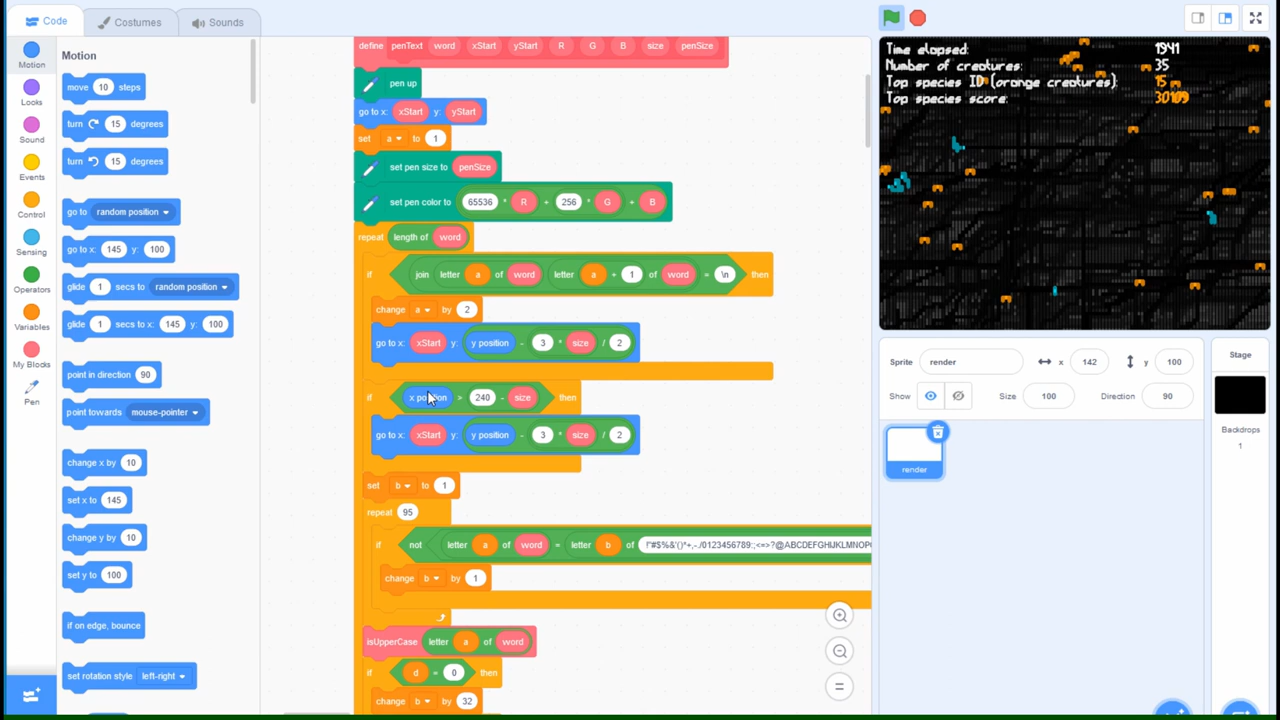 Code Costumes Sounds
Motion
Looks
Sound
Events
Control
Sensing
Operators
Variables
My Blocks
Pen
Motion
move 10 steps
turn 15 degrees
turn 15 degrees
go to random position
go to x: 145 y: 100
glide 1 secs to random position
glide 1 secs to x: 145 y: 100
point in direction 90
point towards mouse-pointer
change x by 10
set x to 145
change y by 10
set y to 100
if on edge, bounce
set rotation style left-right
define penText word xStart yStart R G B size penSize
pen up
go to x: xStart y: yStart
set a to 1
set pen size to penSize
set pen color to 65536 * R + 256 * G + B
repeat length of word
if join letter a of word letter a + 1 of word = \n then
change a by 2
go to x: xStart y: y position - 3 * size / 2
if x position > 240 - size then
go to x: xStart y: y position - 3 * size / 2
set b to 1
repeat 95
if not letter a of word = letter b of !"#$%&'()*+,-./0123456789:;<=>?@ABCDEFGHIJKLMNOP
change b by 1
isUpperCase letter a of word
if d = 0 then
change b by 32
Time elapsed: 1941
Number of creatures: 35
Top species ID (orange creatures): 15
Top species score: 30109
Sprite render x 142 y 100
Show Size 100 Direction 90
render
Stage
Backdrops
1